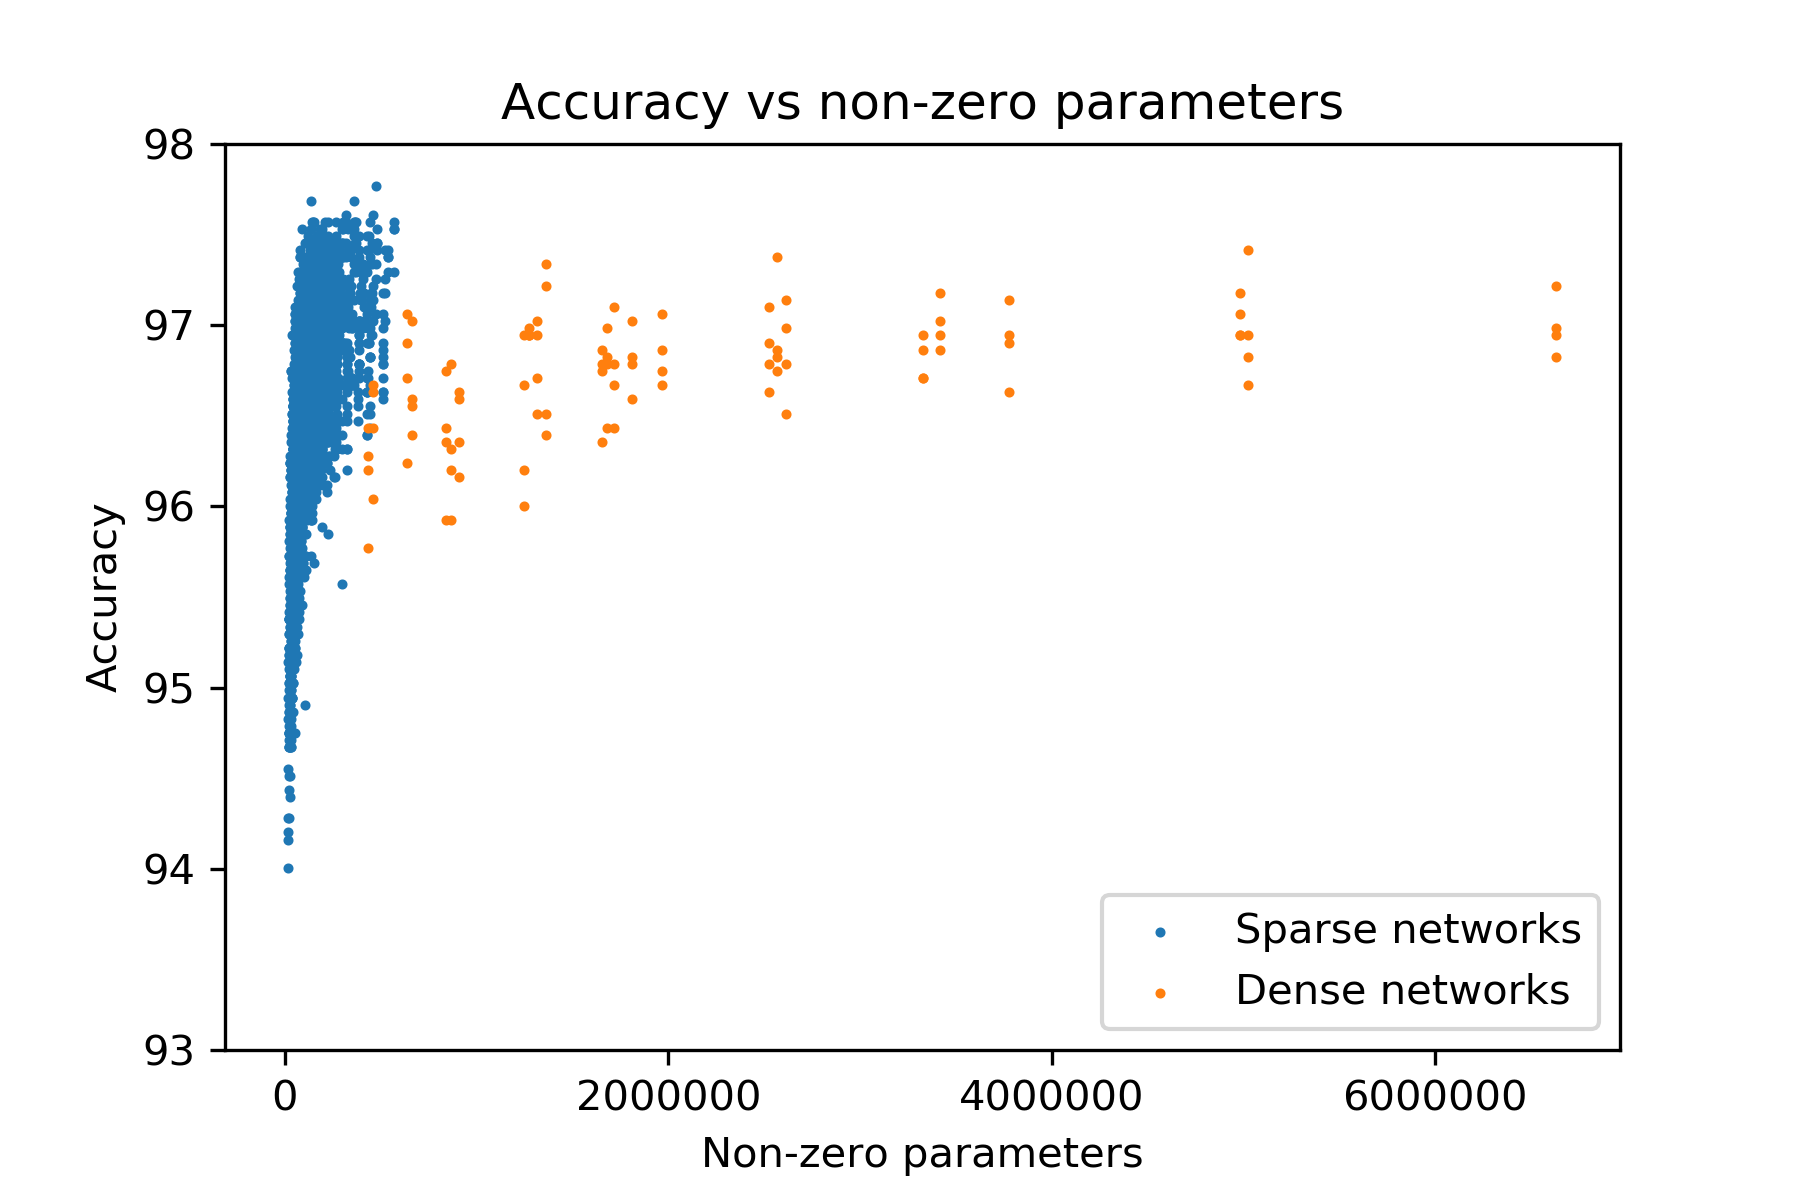 Accuracy vs non-zero parameters
98
97
96
95
94
93
Accuracy
Sparse networks
Dense networks
0 2000000 4000000 6000000
Non-zero parameters